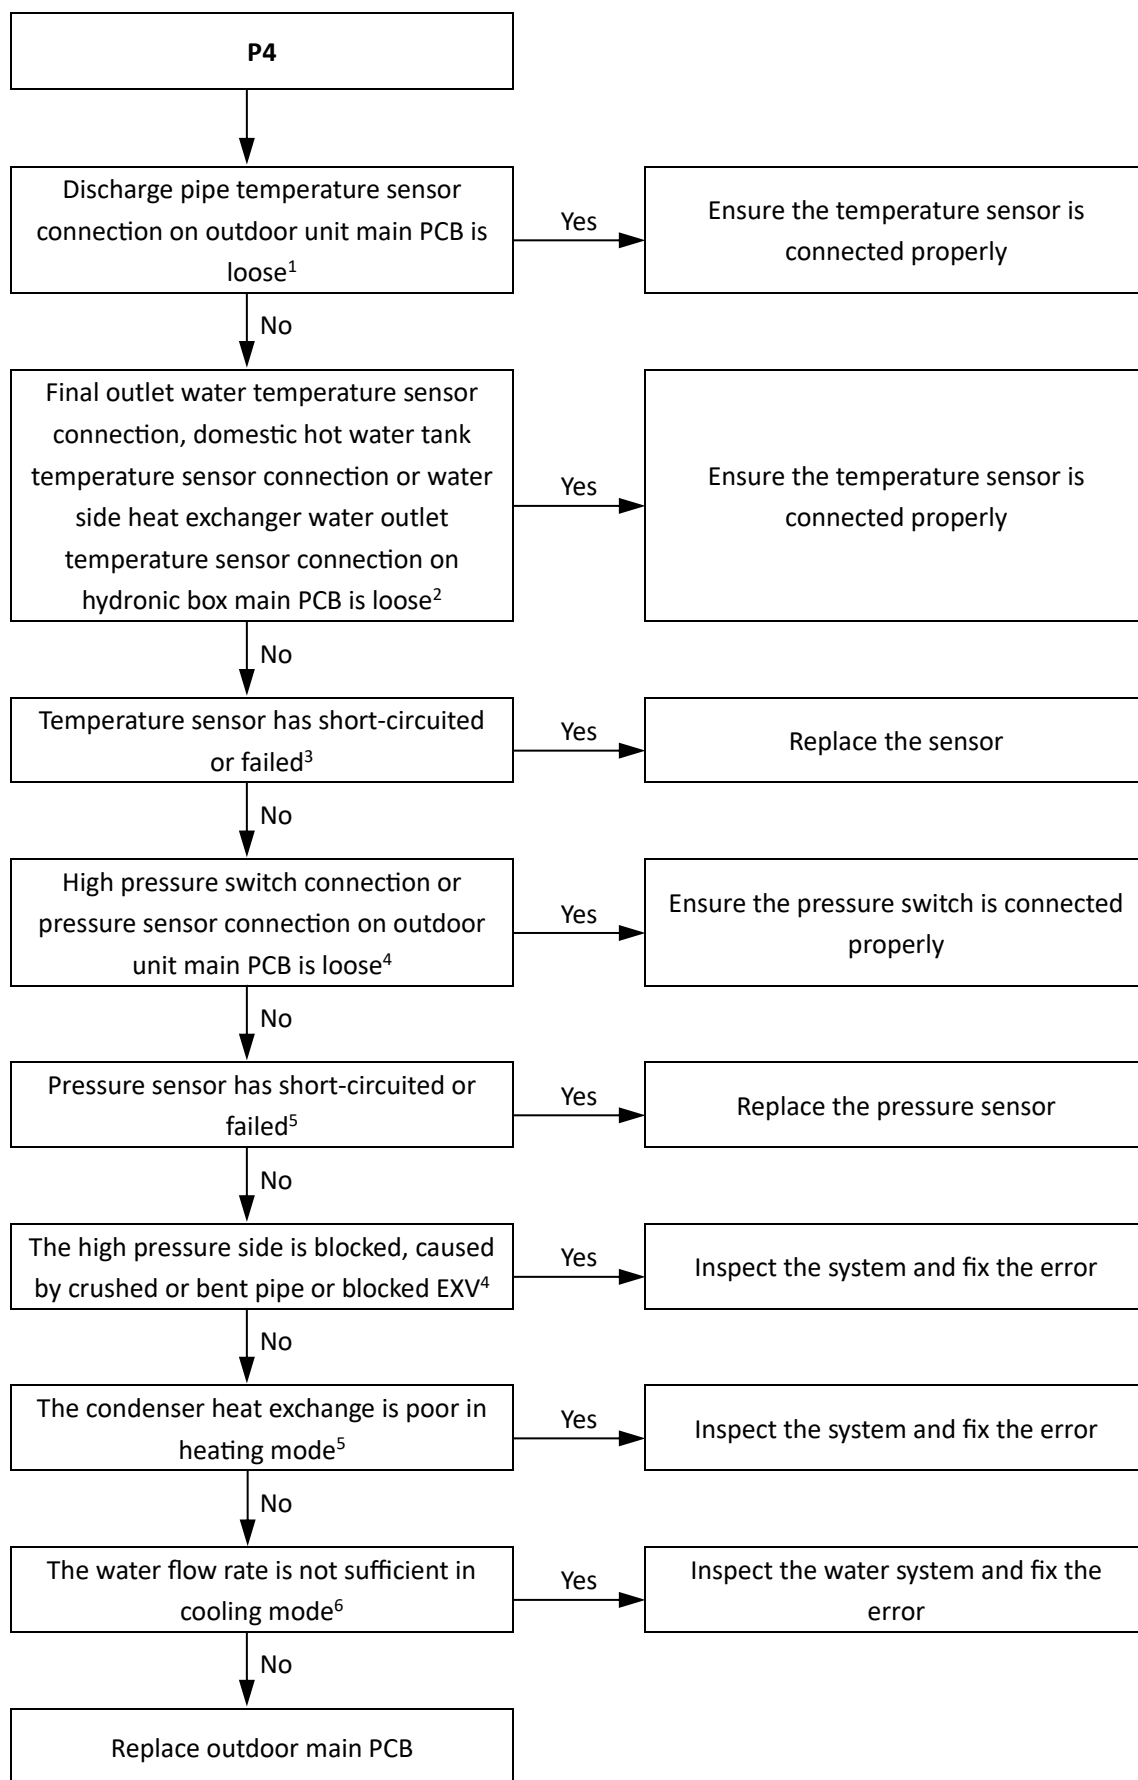 P4
Discharge pipe temperature sensor
connection on outdoor unit main PCB is
loose¹
Yes
Ensure the temperature sensor is
connected properly
No
Final outlet water temperature sensor
connection, domestic hot water tank
temperature sensor connection or water
side heat exchanger water outlet
temperature sensor connection on
hydronic box main PCB is loose²
Yes
Ensure the temperature sensor is
connected properly
No
Temperature sensor has short-circuited
or failed³
Yes
Replace the sensor
No
High pressure switch connection or
pressure sensor connection on outdoor
unit main PCB is loose⁴
Yes
Ensure the pressure switch is connected
properly
No
Pressure sensor has short-circuited or
failed⁵
Yes
Replace the pressure sensor
No
The high pressure side is blocked, caused
by crushed or bent pipe or blocked EXV⁴
Yes
Inspect the system and fix the error
No
The condenser heat exchange is poor in
heating mode⁵
Yes
Inspect the system and fix the error
No
The water flow rate is not sufficient in
cooling mode⁶
Yes
Inspect the water system and fix the
error
No
Replace outdoor main PCB